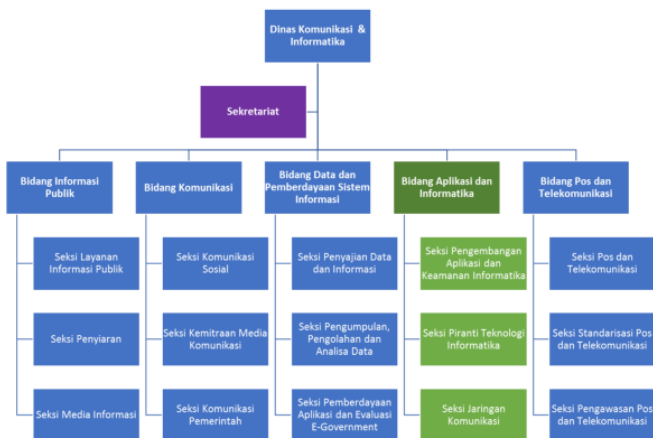 Dinas Komunikasi &
Informatika
Sekretariat
Bidang Informasi
Publik
Bidang Komunikasi
Bidang Data dan
Pemberdayaan Sistem
Informasi
Bidang Aplikasi dan
Informatika
Bidang Pos dan
Telekomunikasi
Seksi Layanan
Informasi Publik
Seksi Komunikasi
Sosial
Seksi Penyajian Data
dan Informasi
Seksi Pengembangan
Aplikasi dan
Keamanan Informatika
Seksi Pos dan
Telekomunikasi
Seksi Penyiaran
Seksi Kemitraan Media
Komunikasi
Seksi Pengumpulan,
Pengolahan dan
Analisa Data
Seksi Piranti Teknologi
Informatika
Seksi Standarisasi Pos
dan Telekomunikasi
Seksi Media Informasi
Seksi Komunikasi
Pemerintah
Seksi Pemberdayaan
Aplikasi dan Evaluasi
E-Government
Seksi Jaringan
Komunikasi
Seksi Pengawasan Pos
dan Telekomunikasi